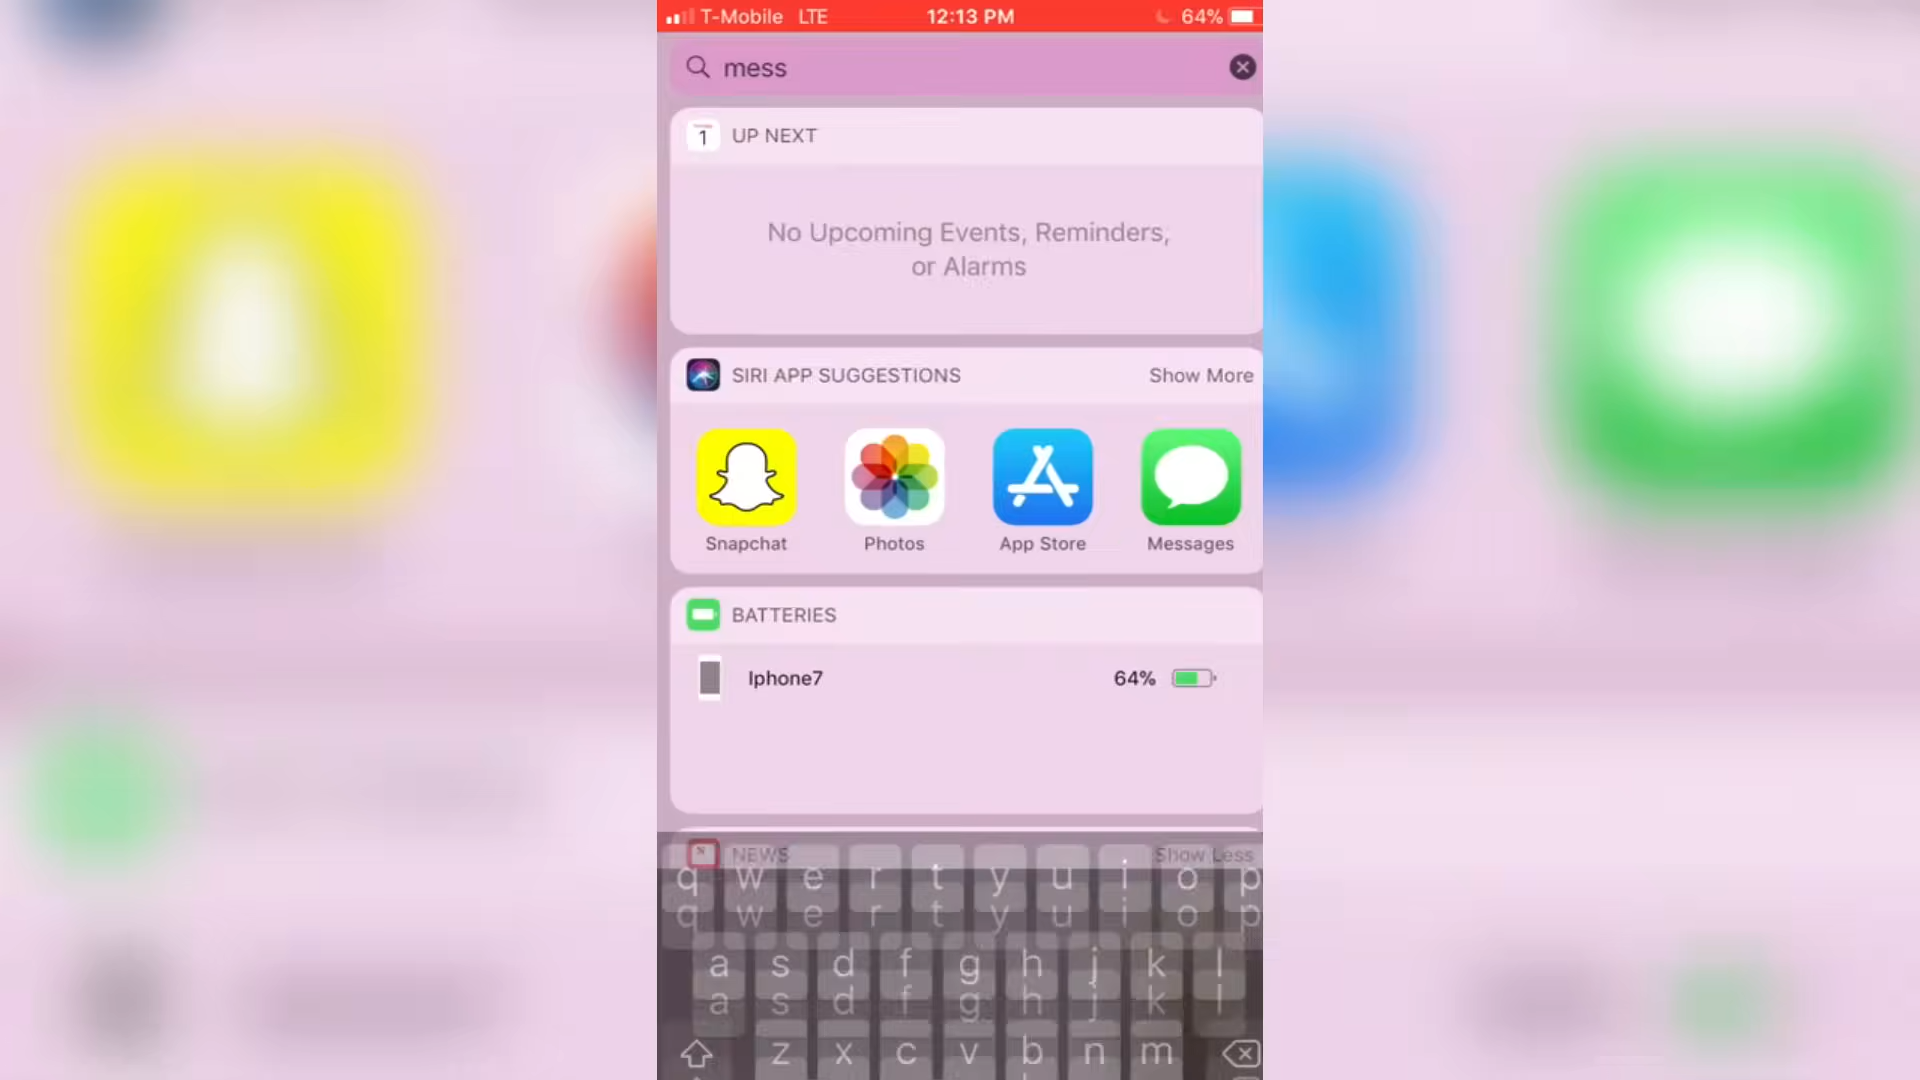 T-Mobile LTE 12:13 PM 64%
mess
1 UP NEXT
No Upcoming Events, Reminders,
or Alarms
SIRI APP SUGGESTIONS Show More
Snapchat Photos App Store Messages
BATTERIES
Iphone7 64%
NEWS Show Less
q w e r t y u i o p
q w e r t y u i o p
a s d f g h j k l
a s d f g h j k l
z x c v b n m